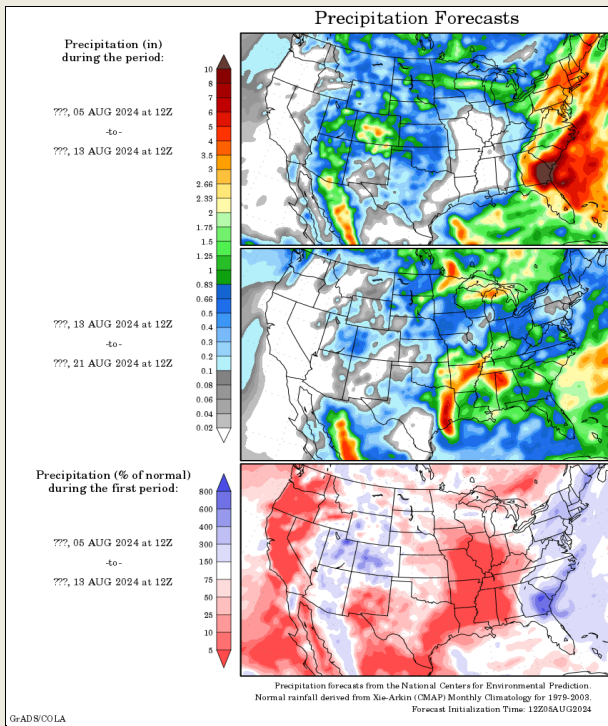 Precipitation Forecasts
Precipitation (in)
during the period:
???, 05 AUG 2024 at 12Z
-to-
???, 13 AUG 2024 at 12Z
10
8
7
6
5
4
3.5
3
2.66
2.33
2
1.75
1.5
1.25
1
0.83
0.66
0.5
0.4
0.3
0.2
0.1
0.08
0.06
0.04
0.02
???, 13 AUG 2024 at 12Z
-to-
???, 21 AUG 2024 at 12Z
Precipitation (% of normal)
during the first period:
???, 05 AUG 2024 at 12Z
-to-
???, 13 AUG 2024 at 12Z
800
600
400
300
150
75
50
25
10
5
Precipitation forecasts from the National Centers for Environmental Prediction.
Normal rainfall derived from Xie-Arkin (CMAP) Monthly Climatology for 1979-2003.
Forecast Initialization Time: 12Z05AUG2024
GrADS/COLA